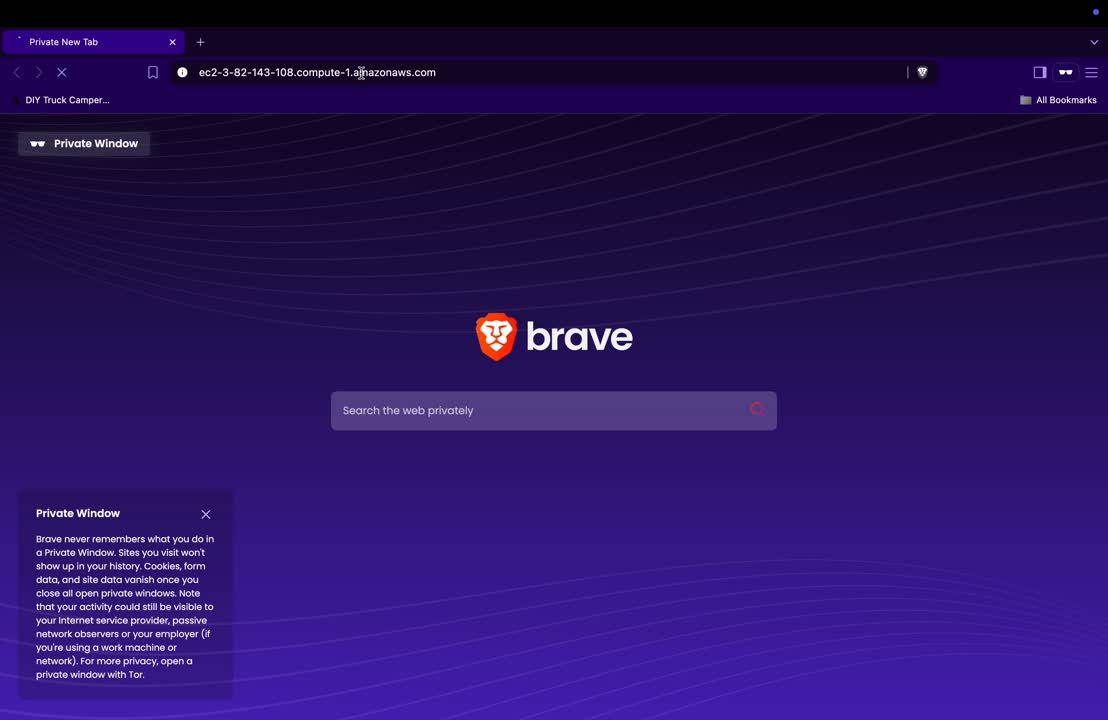 Private New Tab
ec2-3-82-143-108.compute-1.amazonaws.com
DIY Truck Camper...
All Bookmarks
Private Window
brave
Search the web privately
Private Window
Brave never remembers what you do in
a Private Window. Sites you visit won't
show up in your history. Cookies, form
data, and site data vanish once you
close all open private windows. Note
that your activity could still be visible to
your Internet service provider, passive
network observers or your employer (if
you're using a work machine or
network). For more privacy, open a
private window with Tor.